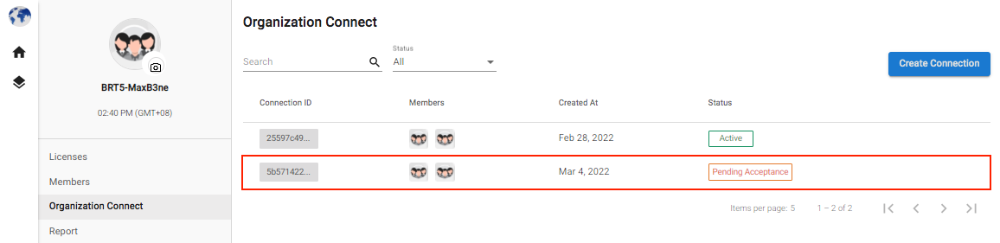 Organization Connect
Search
Status
All
Create Connection
BRT5-MaxB3ne
02:40 PM (GMT+08)
Licenses
Members
Organization Connect
Report
Connection ID Members Created At Status
25597c49... Feb 28, 2022 Active
5b571422... Mar 4, 2022 Pending Acceptance
Items per page: 5 1 – 2 of 2